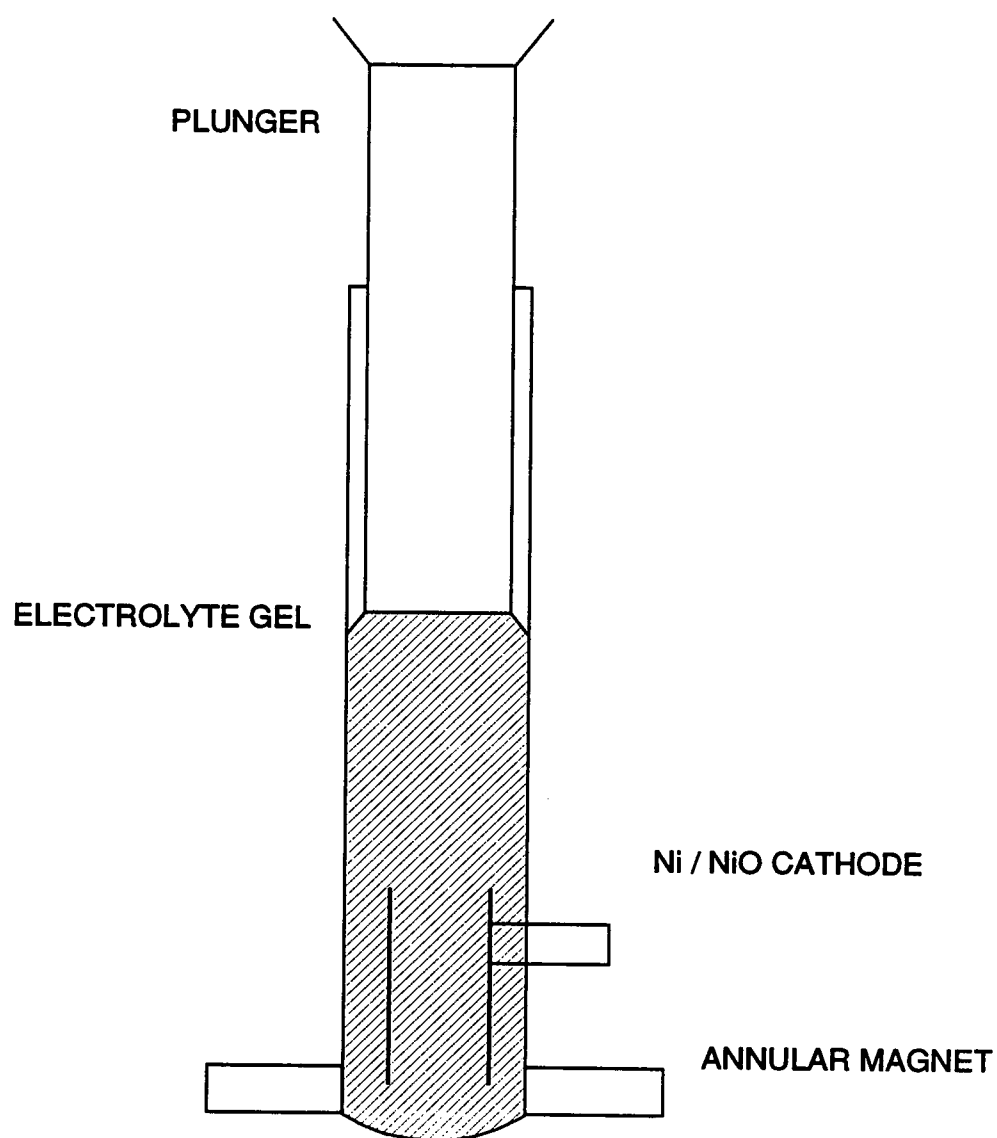 PLUNGER
ELECTROLYTE GEL
Ni / NiO CATHODE
ANNULAR MAGNET